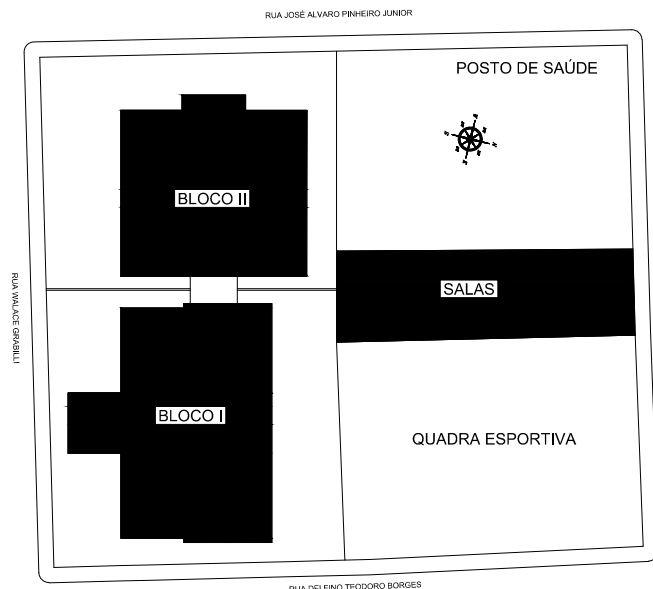 RUA JOSÉ ALVARO PINHEIRO JUNIOR
POSTO DE SAÚDE
BLOCO II
SALAS
RUA WALACE GRABILLI
BLOCO I
QUADRA ESPORTIVA
RUA DELFINO TEODORO BORGES